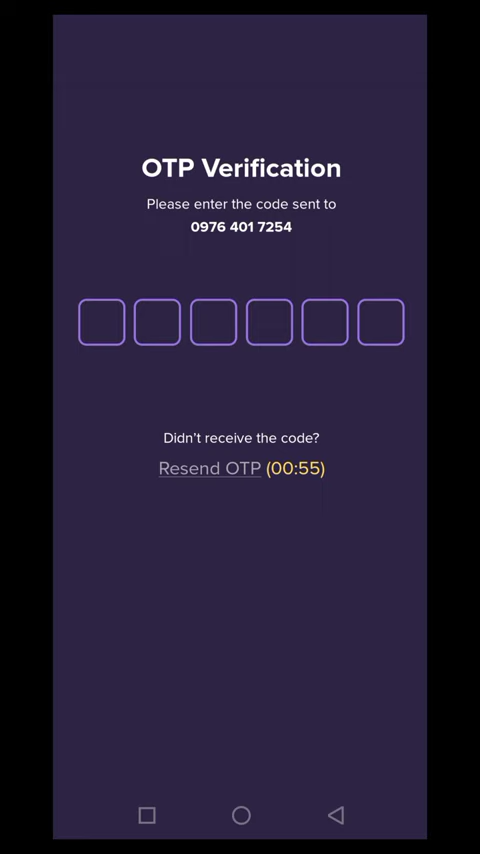 OTP Verification
Please enter the code sent to
0976 401 7254
Didn't receive the code?
Resend OTP (00:55)